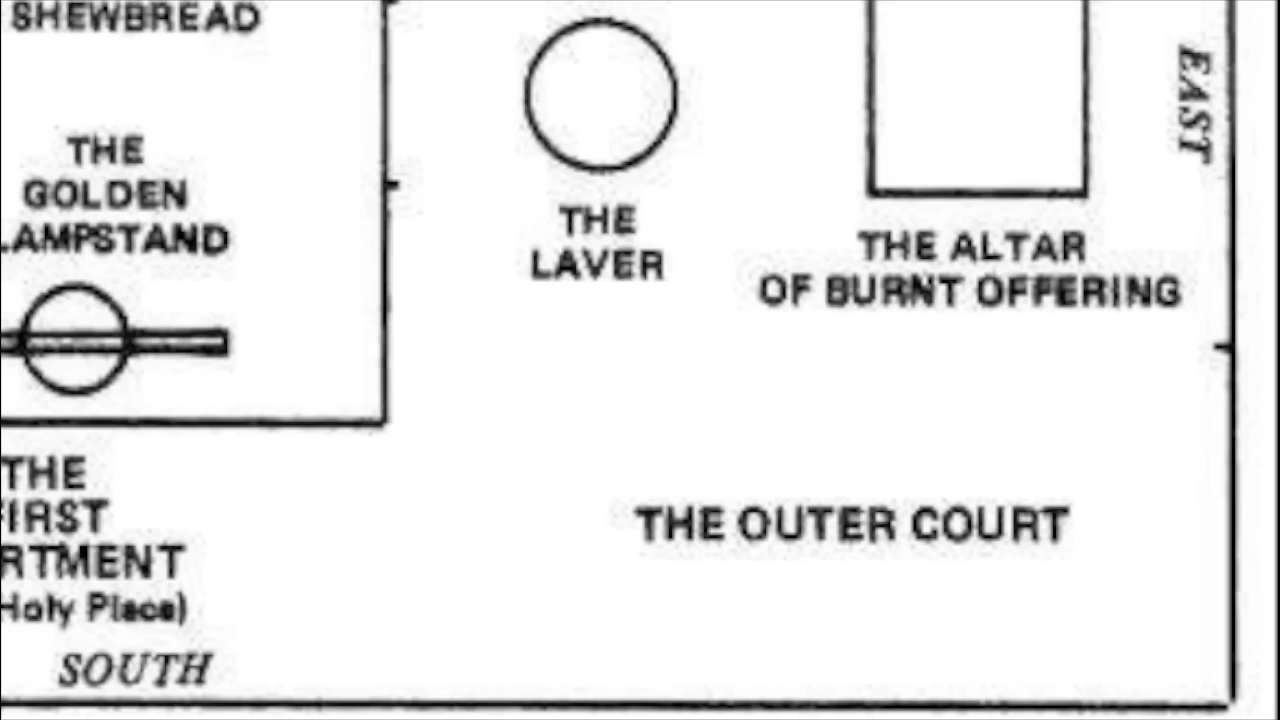 SHEWBREAD
THE
GOLDEN
LAMPSTAND
THE
FIRST
RTMENT
Holy Place)
SOUTH
THE
LAVER
THE ALTAR
OF BURNT OFFERING
EAST
THE OUTER COURT